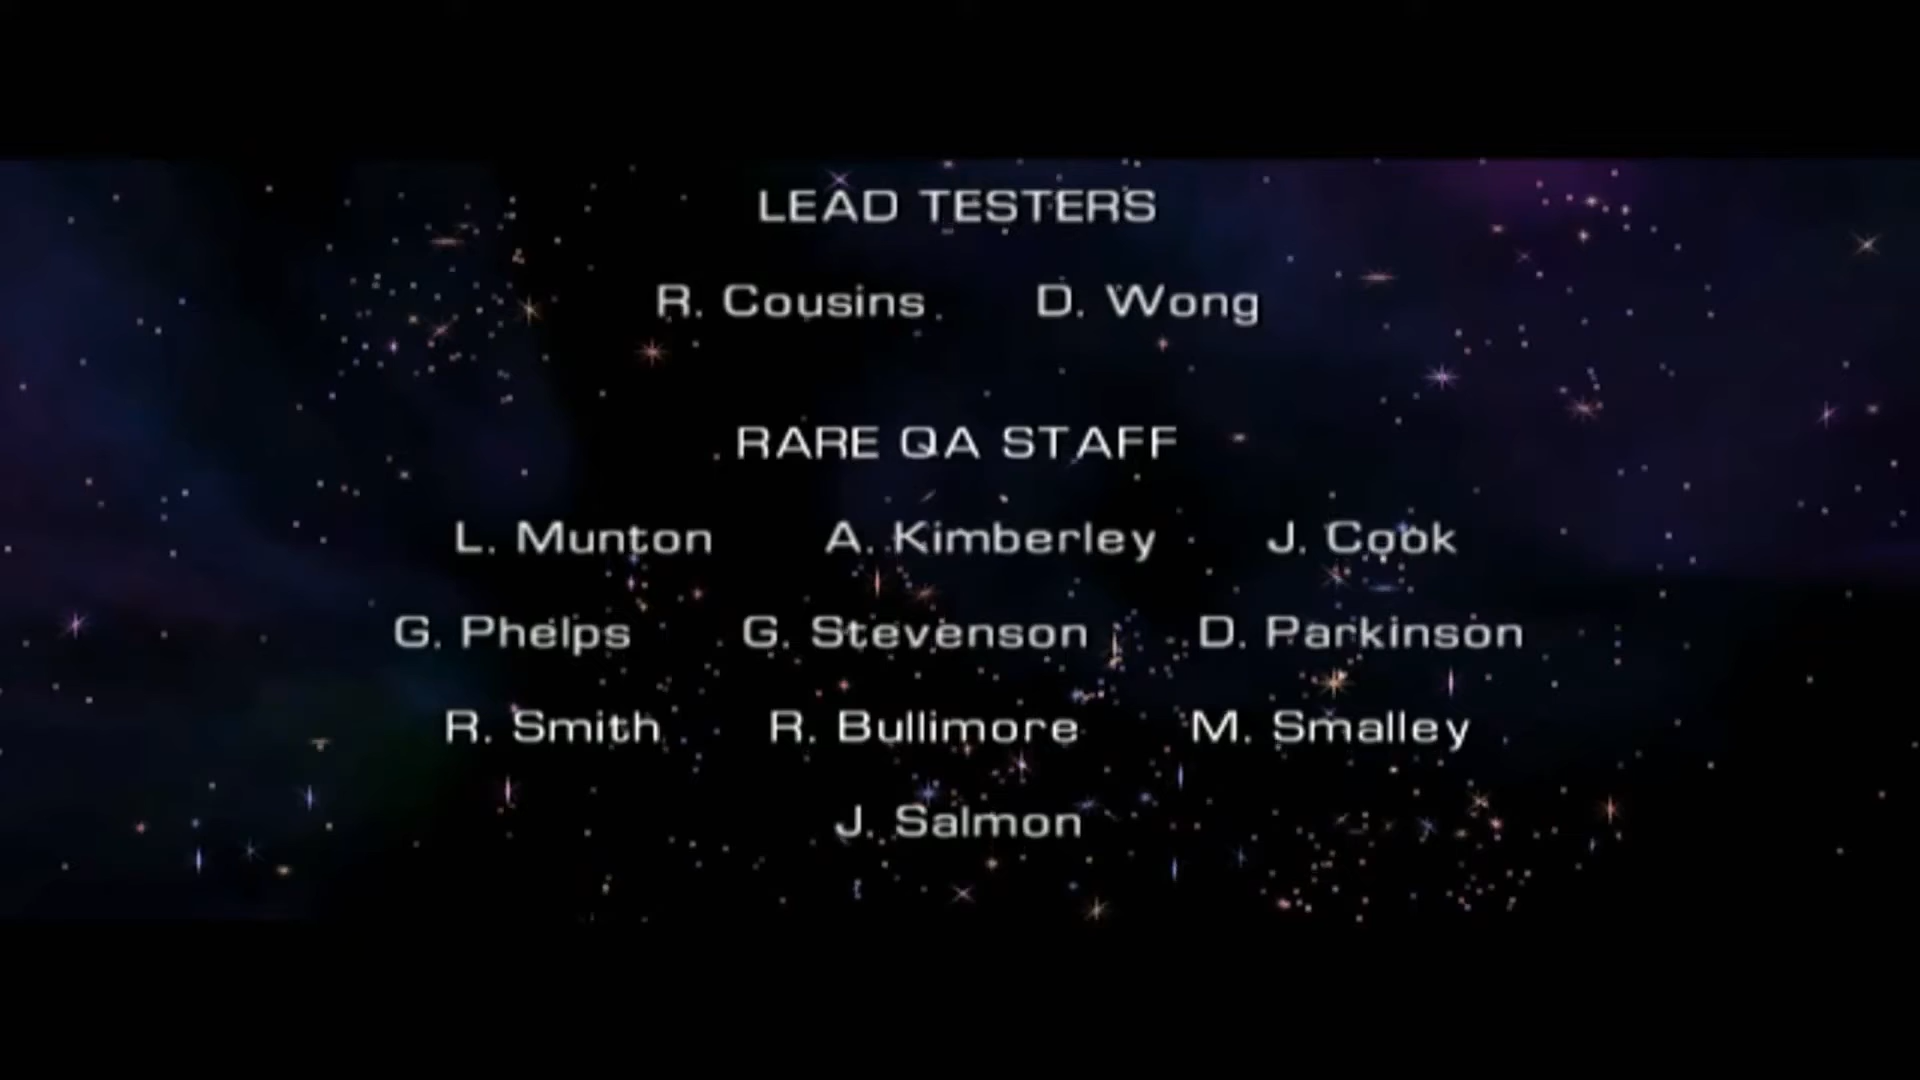 LEAD TESTERS
R. Cousins D. Wong
RARE QA STAFF
L. Munton A. Kimberley J. Cook
G. Phelps G. Stevenson D. Parkinson
R. Smith R. Bullimore M. Smalley
J. Salmon